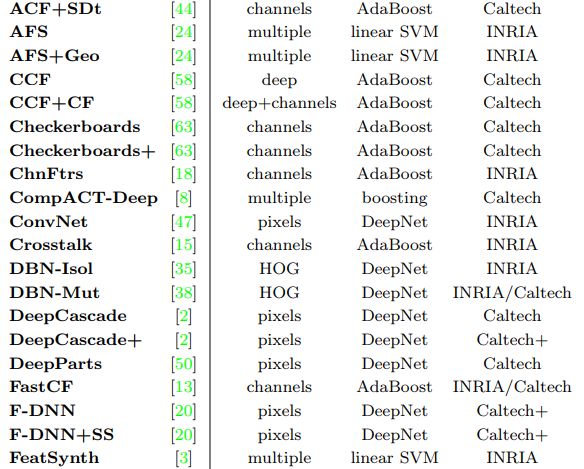 ACF+SDt [44] channels AdaBoost Caltech
AFS [24] multiple linear SVM INRIA
AFS+Geo [24] multiple linear SVM INRIA
CCF [58] deep AdaBoost Caltech
CCF+CF [58] deep+channels AdaBoost Caltech
Checkerboards [63] channels AdaBoost Caltech
Checkerboards+ [63] channels AdaBoost Caltech
ChnFtrs [18] channels AdaBoost INRIA
CompACT-Deep [8] multiple boosting Caltech
ConvNet [47] pixels DeepNet INRIA
Crosstalk [15] channels AdaBoost INRIA
DBN-Isol [35] HOG DeepNet INRIA
DBN-Mut [38] HOG DeepNet INRIA/Caltech
DeepCascade [2] pixels DeepNet Caltech
DeepCascade+ [2] pixels DeepNet Caltech+
DeepParts [50] pixels DeepNet Caltech
FastCF [13] channels AdaBoost INRIA/Caltech
F-DNN [20] pixels DeepNet Caltech+
F-DNN+SS [20] pixels DeepNet Caltech+
FeatSynth [3] multiple linear SVM INRIA